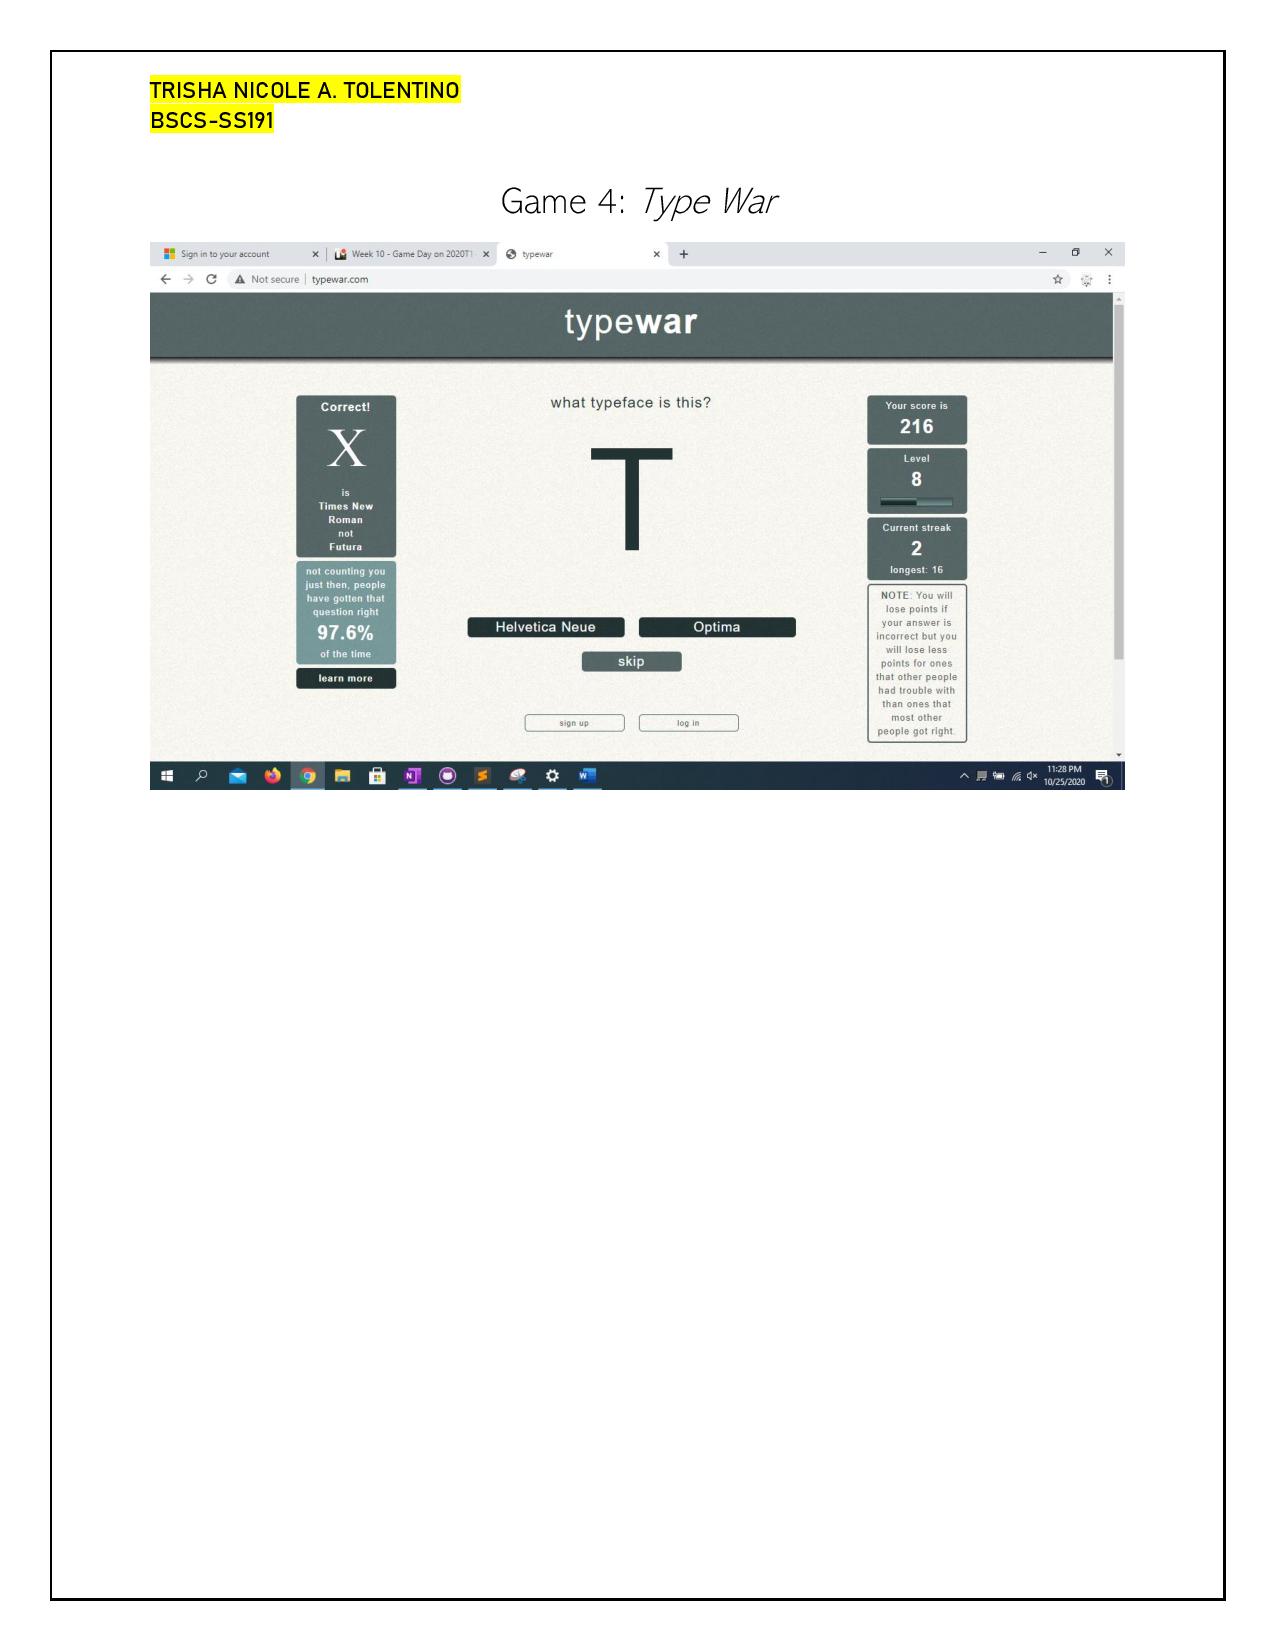 TRISHA NICOLE A. TOLENTINO
BSCS-SS191
Game 4: Type War
Sign in to your account
Week 10 - Game Day on 2020T1
typewar
Not secure | typewar.com
typewar
Correct!
X
is
Times New
Roman
not
Futura
not counting you
just then, people
have gotten that
question right
97.6%
of the time
learn more
what typeface is this?
T
Helvetica Neue
Optima
skip
sign up
log in
Your score is
216
Level
8
Current streak
2
longest: 16
NOTE: You will
lose points if
your answer is
incorrect but you
will lose less
points for ones
that other people
had trouble with
than ones that
most other
people got right.
11:28 PM
10/25/2020